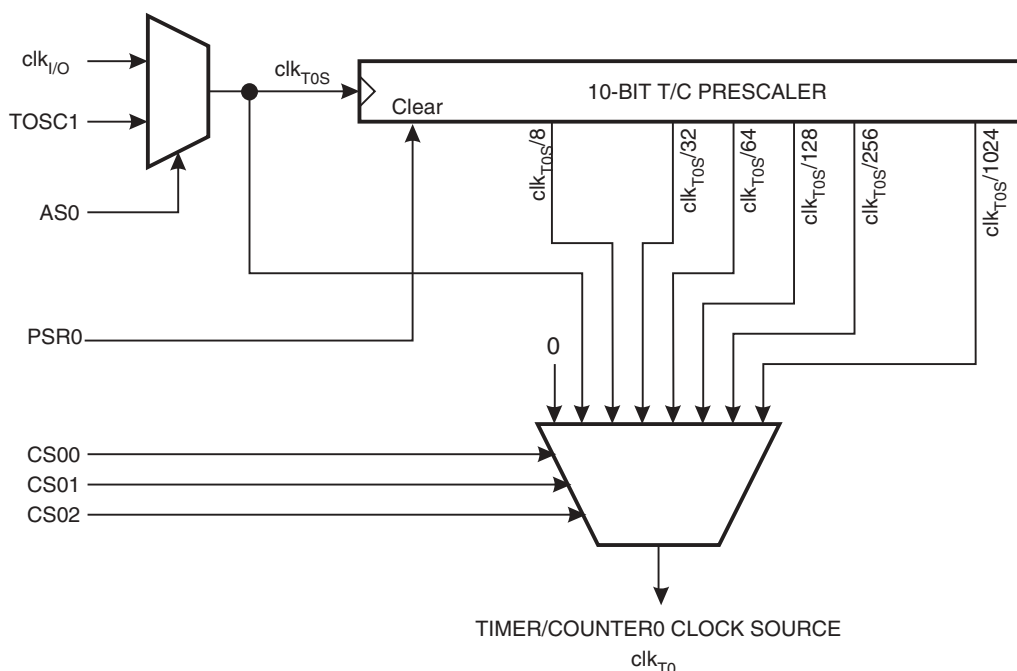 clkI/O
TOSC1
AS0
PSR0
clkT0S
Clear
10-BIT T/C PRESCALER
clkT0S/8
clkT0S/32
clkT0S/64
clkT0S/128
clkT0S/256
clkT0S/1024
0
CS00
CS01
CS02
TIMER/COUNTER0 CLOCK SOURCE
clkT0